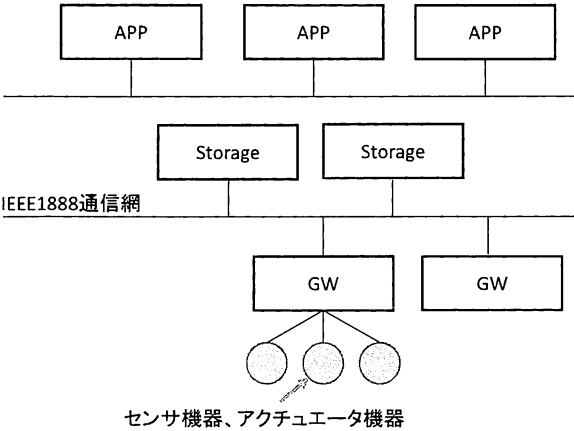 APP APP APP
Storage Storage
IEEE1888通信網
GW GW
センサ機器、アクチュエータ機器